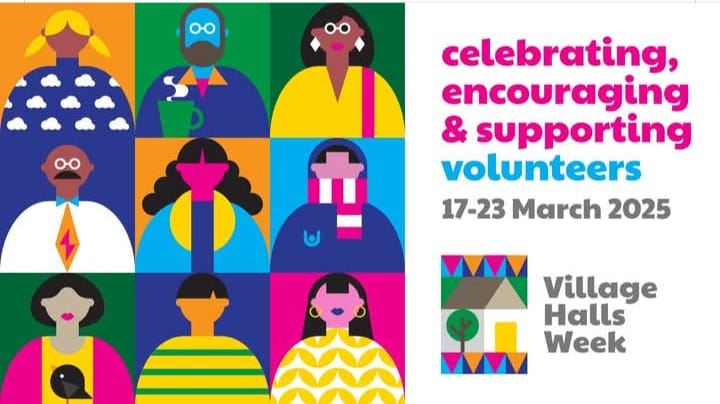 celebrating,
encouraging
& supporting
volunteers
17-23 March 2025
Village
Halls
Week